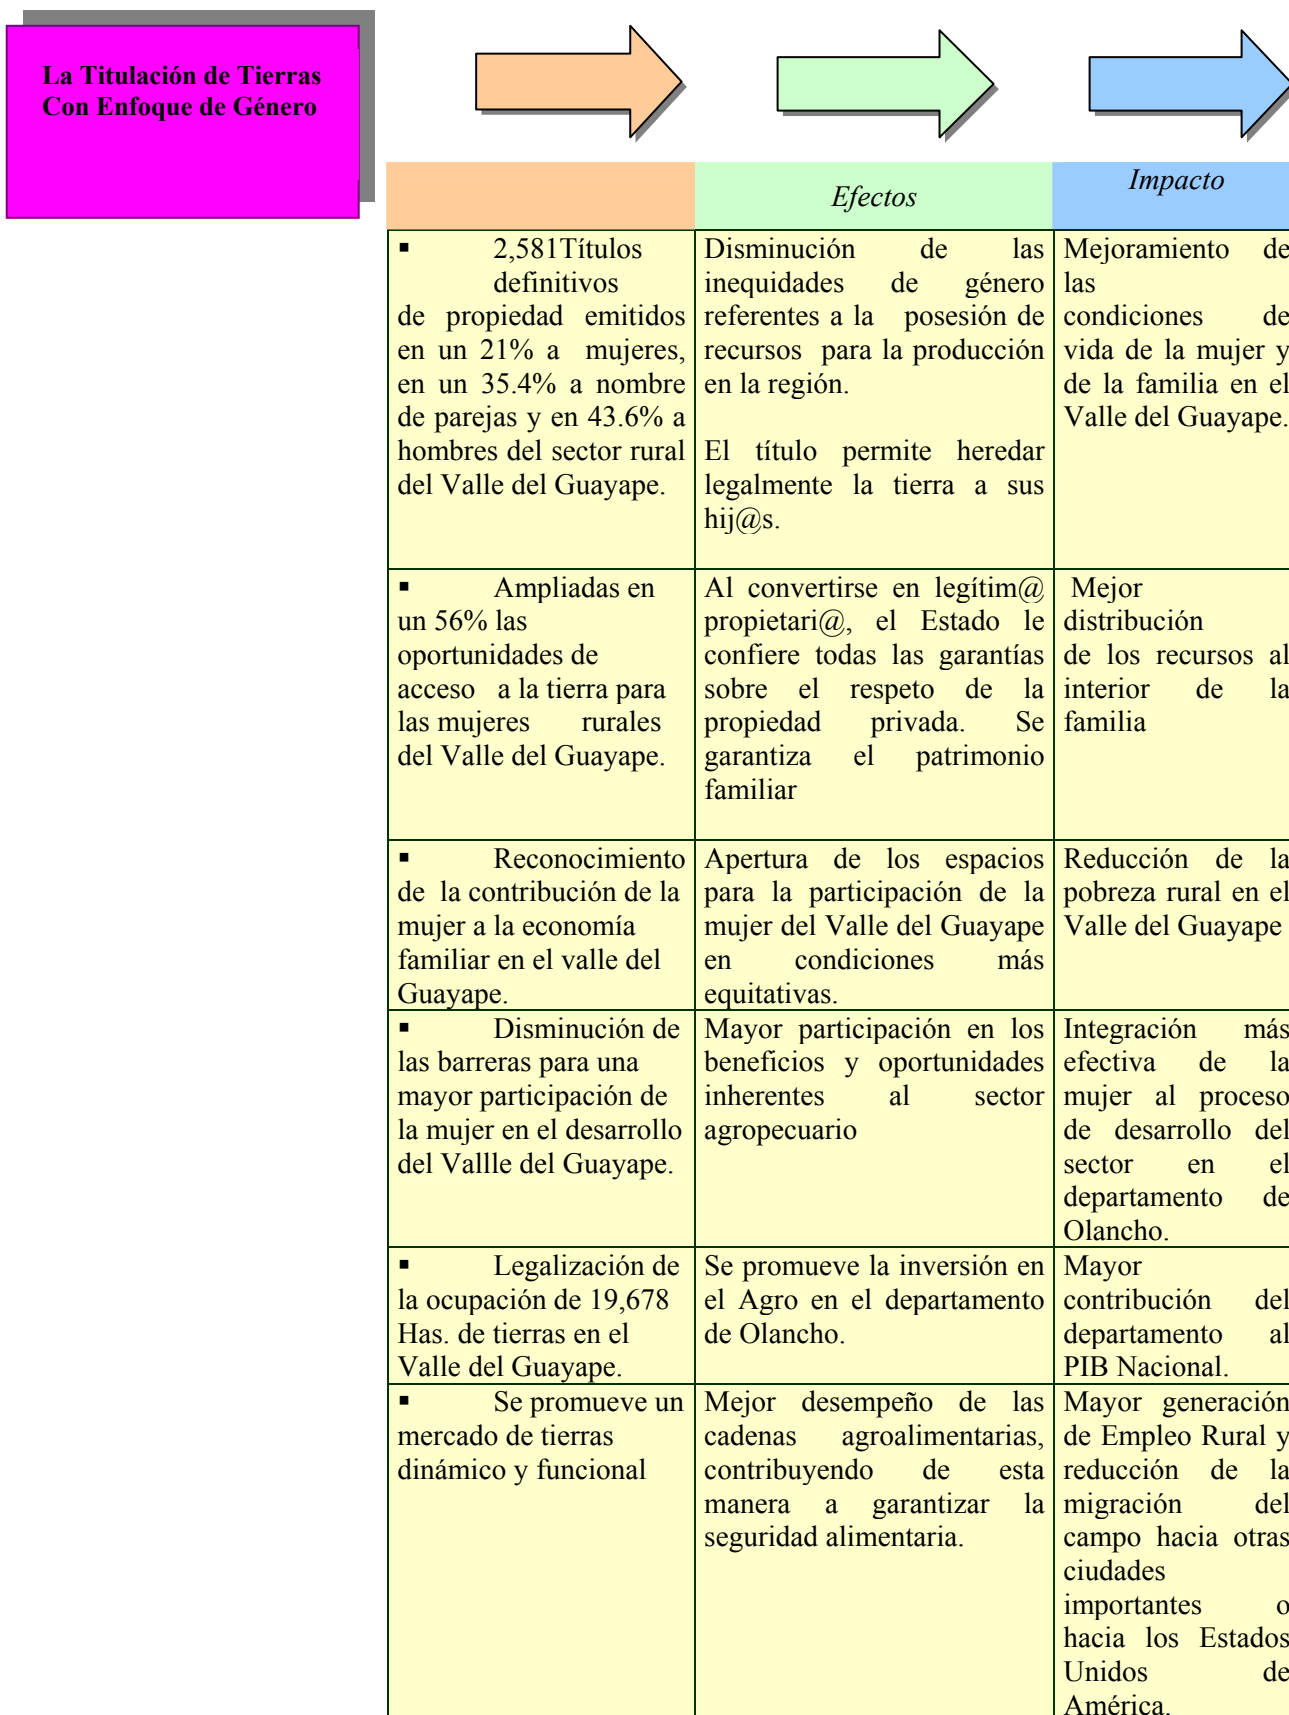 La Titulación de Tierras
Con Enfoque de Género
Efectos
Impacto
▪ 2,581Títulos
definitivos
de propiedad emitidos
en un 21% a mujeres,
en un 35.4% a nombre
de parejas y en 43.6% a
hombres del sector rural
del Valle del Guayape.
Disminución de las
inequidades de género
referentes a la posesión de
recursos para la producción
en la región.
El título permite heredar
legalmente la tierra a sus
hij@s.
Mejoramiento de
las
condiciones de
vida de la mujer y
de la familia en el
Valle del Guayape.
▪ Ampliadas en
un 56% las
oportunidades de
acceso a la tierra para
las mujeres rurales
del Valle del Guayape.
Al convertirse en legítim@
propietari@, el Estado le
confiere todas las garantías
sobre el respeto de la
propiedad privada. Se
garantiza el patrimonio
familiar
Mejor
distribución
de los recursos al
interior de la
familia
▪ Reconocimiento
de la contribución de la
mujer a la economía
familiar en el valle del
Guayape.
Apertura de los espacios
para la participación de la
mujer del Valle del Guayape
en condiciones más
equitativas.
Reducción de la
pobreza rural en el
Valle del Guayape
▪ Disminución de
las barreras para una
mayor participación de
la mujer en el desarrollo
del Vallle del Guayape.
Mayor participación en los
beneficios y oportunidades
inherentes al sector
agropecuario
Integración más
efectiva de la
mujer al proceso
de desarrollo del
sector en el
departamento de
Olancho.
▪ Legalización de
la ocupación de 19,678
Has. de tierras en el
Valle del Guayape.
Se promueve la inversión en
el Agro en el departamento
de Olancho.
Mayor
contribución del
departamento al
PIB Nacional.
▪ Se promueve un
mercado de tierras
dinámico y funcional
Mejor desempeño de las
cadenas agroalimentarias,
contribuyendo de esta
manera a garantizar la
seguridad alimentaria.
Mayor generación
de Empleo Rural y
reducción de la
migración del
campo hacia otras
ciudades
importantes o
hacia los Estados
Unidos de
América.